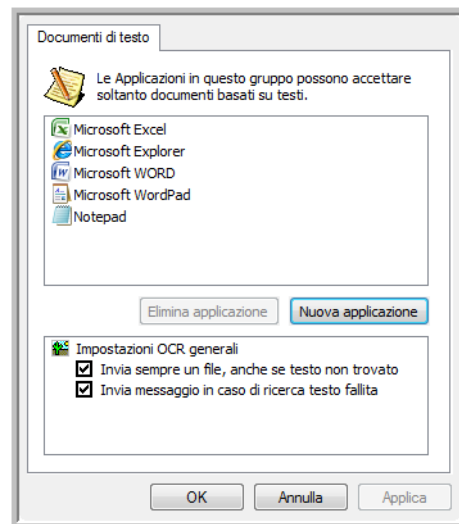 Documenti di testo
Le Applicazioni in questo gruppo possono accettare
soltanto documenti basati su testi.
Microsoft Excel
Microsoft Explorer
Microsoft WORD
Microsoft WordPad
Notepad
Elimina applicazione Nuova applicazione
Impostazioni OCR generali
Invia sempre un file, anche se testo non trovato
Invia messaggio in caso di ricerca testo fallita
OK Annulla Applica